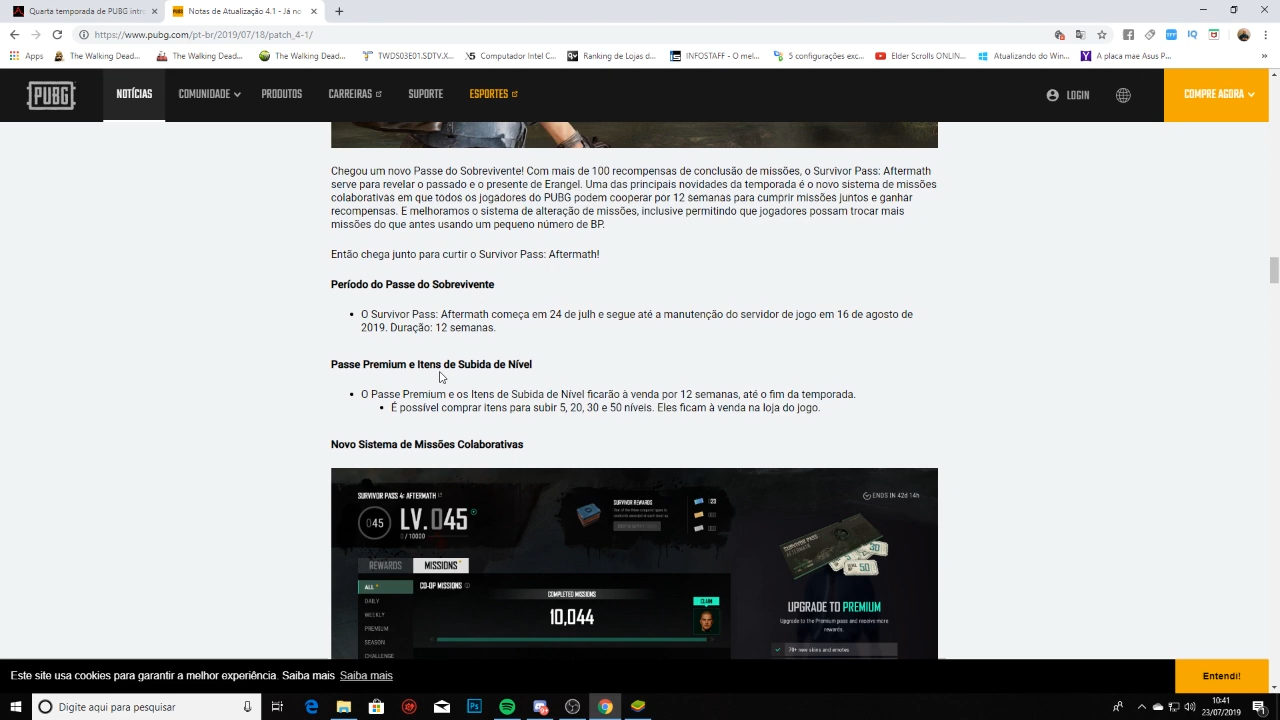 Quarta temporada de PUBG intro
Notas de Atualização 4.1 - Já no
https://www.pubg.com/pt-br/2019/07/18/patch_4-1/
Apps
The Walking Dead...
The Walking Dead...
The Walking Dead...
TWDS03E01.SDTV.X...
Computador Intel C...
Ranking de Lojas d...
INFOSTAFF - O mel...
5 configurações exc...
Elder Scrolls ONLIN...
Atualizando do Win...
A placa mae Asus P...
PUBG
NOTÍCIAS
COMUNIDADE
PRODUTOS
CARREIRAS
SUPORTE
ESPORTES
LOGIN
COMPRE AGORA
Chegou um novo Passe do Sobrevivente! Com mais de 100 recompensas de conclusão de missões, o Survivor Pass: Aftermath
serve para revelar o passado e o presente de Erangel. Uma das principais novidades da temporada é o novo sistema de missões
colaborativas em que todos os jogadores do PUBG podem cooperar por 12 semanas para cumprir missões juntos e ganhar
recompensas. E melhoramos o sistema de alteração de missões, inclusive permitindo que jogadores possam trocar mais
missões do que antes usando um pequeno número de BP.
Então chega junto para curtir o Survivor Pass: Aftermath!
Período do Passe do Sobrevivente
O Survivor Pass: Aftermath começa em 24 de julh e segue até a manutenção do servidor de jogo em 16 de agosto de
2019. Duração: 12 semanas.
Passe Premium e Itens de Subida de Nível
O Passe Premium e os Itens de Subida de Nível ficarão à venda por 12 semanas, até o fim da temporada.
É possível comprar itens para subir 5, 20, 30 e 50 níveis. Eles ficam à venda na loja do jogo.
Novo Sistema de Missões Colaborativas
SURVIVOR PASS 4: AFTERMATH
045
LV.045
0 / 10000
SURVIVOR REWARDS
23
ENDS IN 42d 14h
REWARDS
MISSIONS
ALL
DAILY
WEEKLY
PREMIUM
SEASON
CHALLENGE
CO-OP MISSIONS
COMPLETED MISSIONS
10,044
CLAIM
SURVIVOR PASS
AFTERMATH
30
50
UPGRADE TO PREMIUM
Upgrade to the Premium pass and receive more
rewards.
70+ new skins and emotes
Este site usa cookies para garantir a melhor experiência. Saiba mais Saiba mais
Entendi!
Digite aqui para pesquisar
10:41
23/07/2019